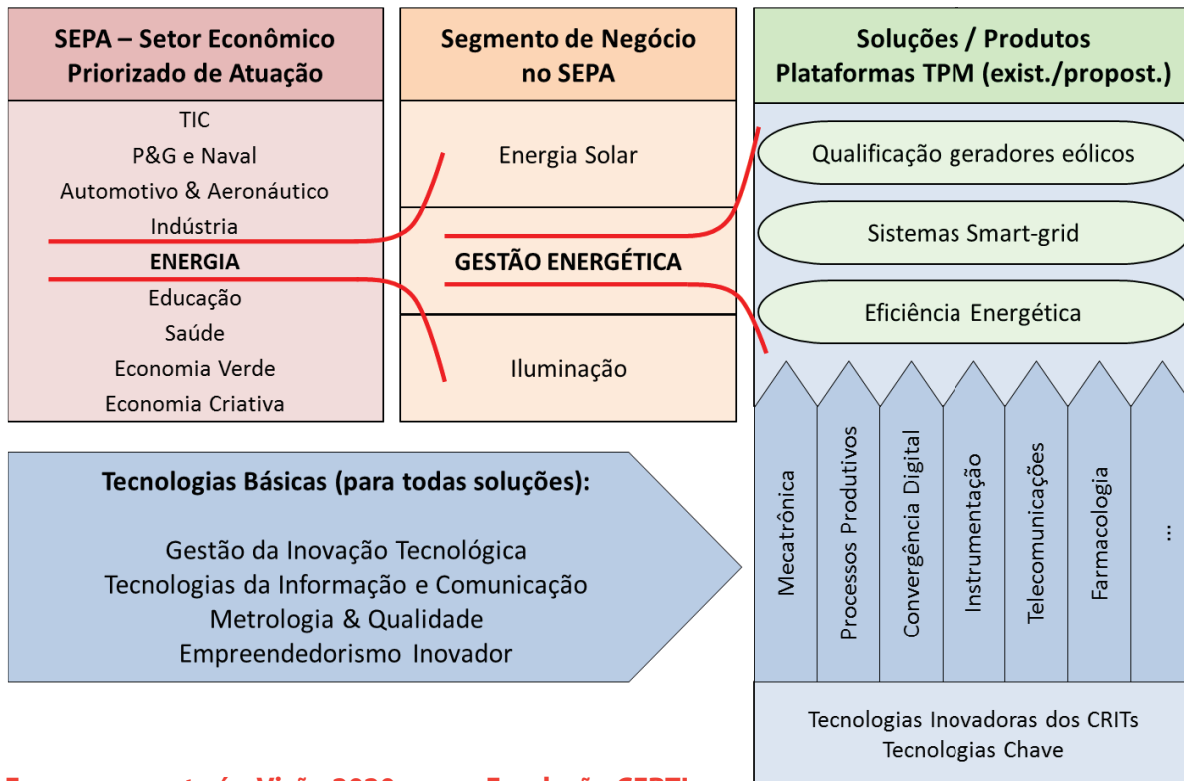 SEPA – Setor Econômico
Priorizado de Atuação
TIC
P&G e Naval
Automotivo & Aeronáutico
Indústria
ENERGIA
Educação
Saúde
Economia Verde
Economia Criativa
Segmento de Negócio
no SEPA
Energia Solar
GESTÃO ENERGÉTICA
Iluminação
Soluções / Produtos
Plataformas TPM (exist./propost.)
Qualificação geradores eólicos
Sistemas Smart-grid
Eficiência Energética
Tecnologias Básicas (para todas soluções):
Gestão da Inovação Tecnológica
Tecnologias da Informação e Comunicação
Metrologia & Qualidade
Empreendedorismo Inovador
Mecatrônica
Processos Produtivos
Convergência Digital
Instrumentação
Telecomunicações
Farmacologia
...
Tecnologias Inovadoras dos CRITs
Tecnologias Chave